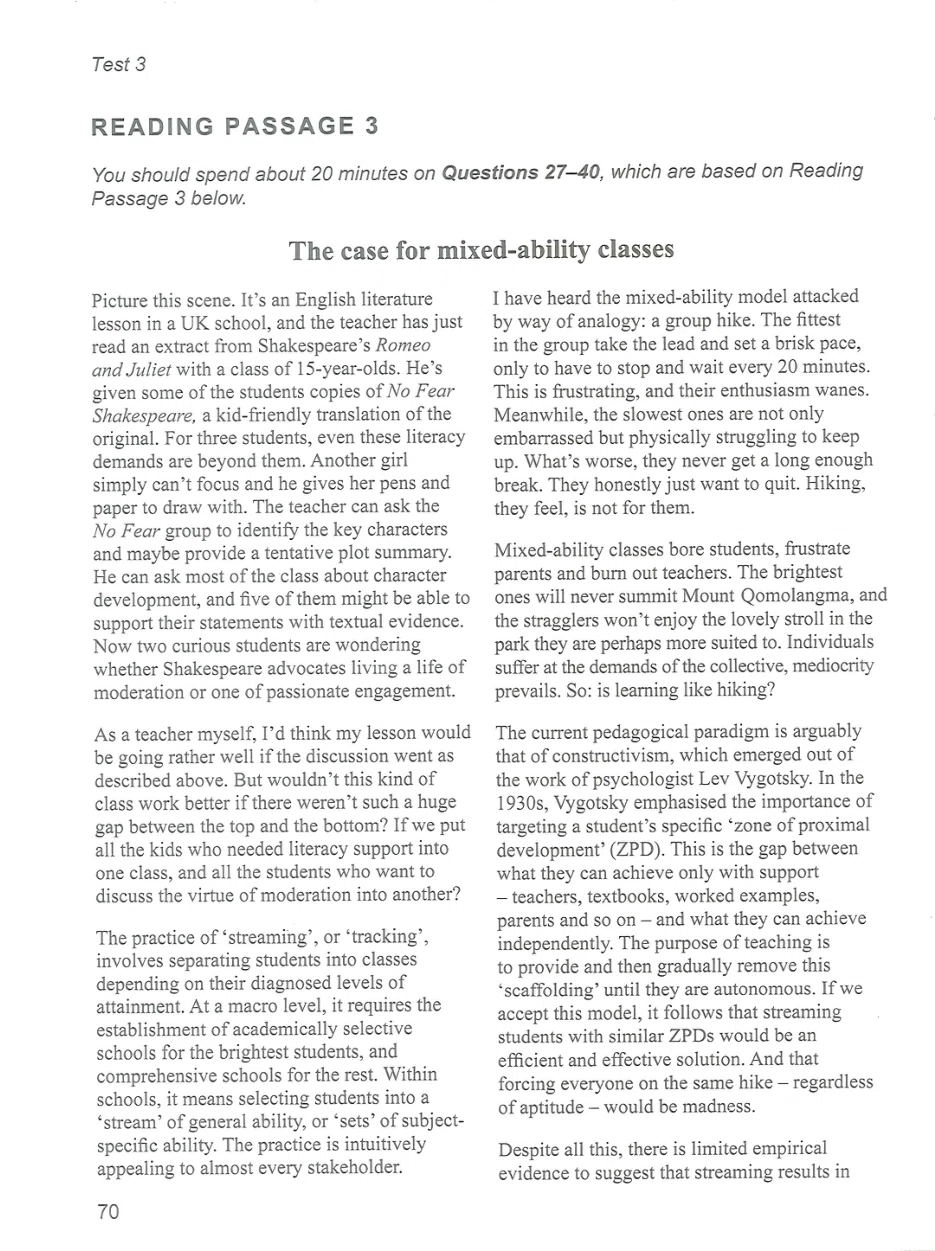 Test 3
READING PASSAGE 3
You should spend about 20 minutes on Questions 27–40, which are based on Reading
Passage 3 below.
The case for mixed-ability classes
Picture this scene. It's an English literature
lesson in a UK school, and the teacher has just
read an extract from Shakespeare's Romeo
and Juliet with a class of 15-year-olds. He's
given some of the students copies of No Fear
Shakespeare, a kid-friendly translation of the
original. For three students, even these literacy
demands are beyond them. Another girl
simply can't focus and he gives her pens and
paper to draw with. The teacher can ask the
No Fear group to identify the key characters
and maybe provide a tentative plot summary.
He can ask most of the class about character
development, and five of them might be able to
support their statements with textual evidence.
Now two curious students are wondering
whether Shakespeare advocates living a life of
moderation or one of passionate engagement.
As a teacher myself, I'd think my lesson would
be going rather well if the discussion went as
described above. But wouldn't this kind of
class work better if there weren't such a huge
gap between the top and the bottom? If we put
all the kids who needed literacy support into
one class, and all the students who want to
discuss the virtue of moderation into another?
The practice of 'streaming', or 'tracking',
involves separating students into classes
depending on their diagnosed levels of
attainment. At a macro level, it requires the
establishment of academically selective
schools for the brightest students, and
comprehensive schools for the rest. Within
schools, it means selecting students into a
'stream' of general ability, or 'sets' of subject-
specific ability. The practice is intuitively
appealing to almost every stakeholder.
I have heard the mixed-ability model attacked
by way of analogy: a group hike. The fittest
in the group take the lead and set a brisk pace,
only to have to stop and wait every 20 minutes.
This is frustrating, and their enthusiasm wanes.
Meanwhile, the slowest ones are not only
embarrassed but physically struggling to keep
up. What's worse, they never get a long enough
break. They honestly just want to quit. Hiking,
they feel, is not for them.
Mixed-ability classes bore students, frustrate
parents and burn out teachers. The brightest
ones will never summit Mount Qomolangma, and
the stragglers won't enjoy the lovely stroll in the
park they are perhaps more suited to. Individuals
suffer at the demands of the collective, mediocrity
prevails. So: is learning like hiking?
The current pedagogical paradigm is arguably
that of constructivism, which emerged out of
the work of psychologist Lev Vygotsky. In the
1930s, Vygotsky emphasised the importance of
targeting a student's specific 'zone of proximal
development' (ZPD). This is the gap between
what they can achieve only with support
– teachers, textbooks, worked examples,
parents and so on – and what they can achieve
independently. The purpose of teaching is
to provide and then gradually remove this
'scaffolding' until they are autonomous. If we
accept this model, it follows that streaming
students with similar ZPDs would be an
efficient and effective solution. And that
forcing everyone on the same hike – regardless
of aptitude – would be madness.
Despite all this, there is limited empirical
evidence to suggest that streaming results in
70